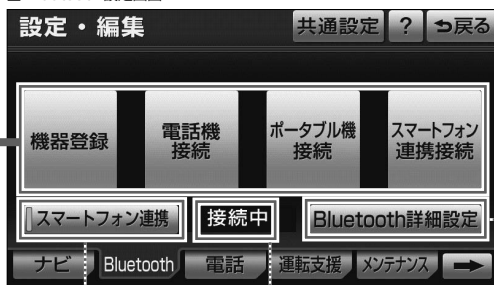 設定・編集 共通設定 ? 戻る
機器登録 電話機 ポータブル機 スマートフォン
接続 接続 連携接続
スマートフォン連携 接続中 Bluetooth詳細設定
ナビ Bluetooth 電話 運転支援 メンテナンス